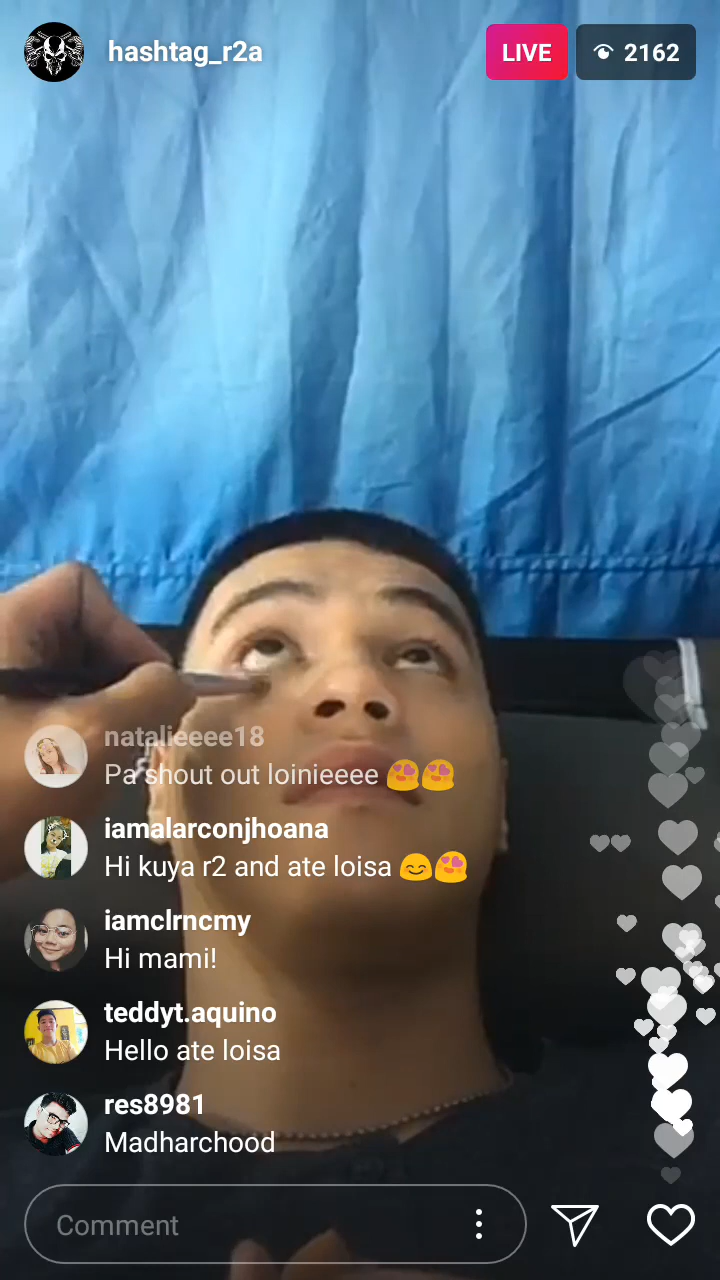 hashtag_r2a
LIVE
2162
natalieeee18
Pa shout out loinieeee 😍😍
iamalarconjhoana
Hi kuya r2 and ate loisa 😊😍
iamclrncmy
Hi mami!
teddyt.aquino
Hello ate loisa
res8981
Madharchood
Comment